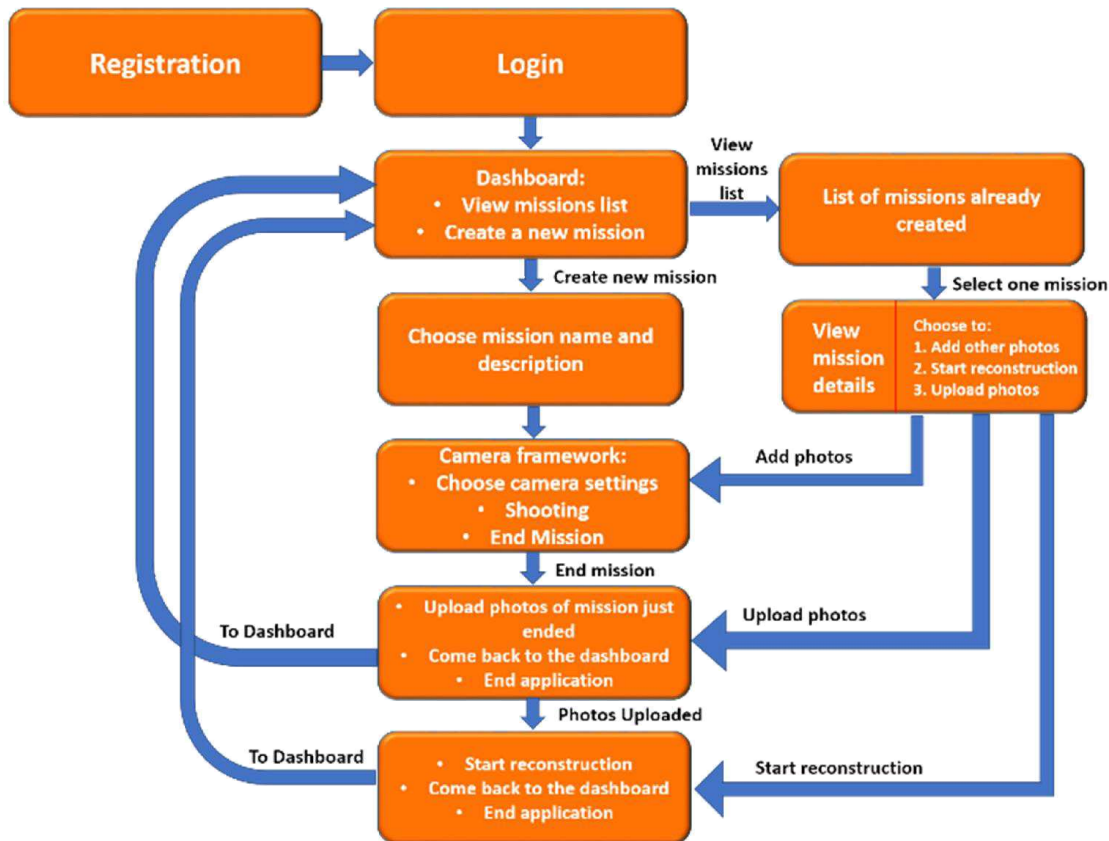 Registration
Login
Dashboard:
• View missions list
• Create a new mission
View
missions
list
List of missions already
created
Create new mission
Select one mission
Choose mission name and
description
View
mission
details
Choose to:
1. Add other photos
2. Start reconstruction
3. Upload photos
Camera framework:
• Choose camera settings
• Shooting
• End Mission
Add photos
End mission
• Upload photos of mission just
ended
• Come back to the dashboard
• End application
Upload photos
To Dashboard
Photos Uploaded
• Start reconstruction
• Come back to the dashboard
• End application
To Dashboard
Start reconstruction